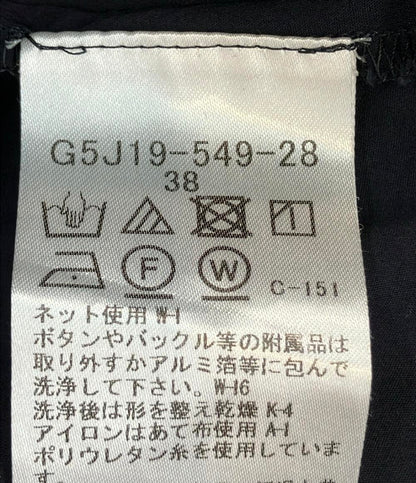 G5J19-549-28
38
F W C-151
ネット使用 W-1
ボタンやバックル等の附属品は
取り外すかアルミ箔等に包んで
洗浄して下さい。W-16
洗浄後は形を整え乾燥 K-4
アイロンはあて布使用 A-1
ポリウレタン糸を使用していま
す。